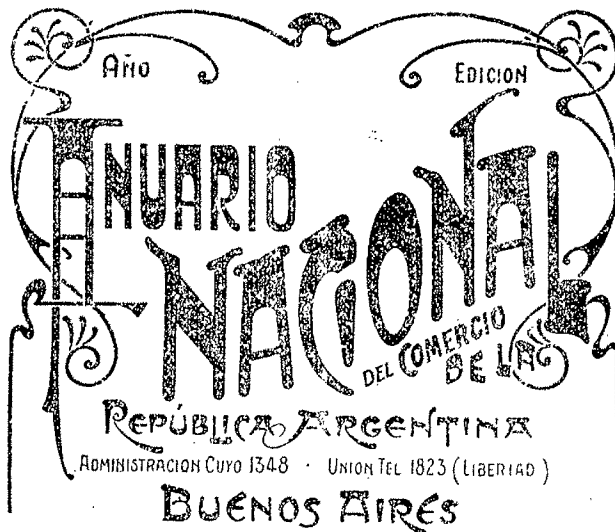 Año EDICION
ANUARIO
NACIONAL
DEL COMERCIO
DE LA
REPÚBLICA ARGENTINA
ADMINISTRACION CUYO 1348 · UNION TEL 1823 (LIBERTAD)
BUENOS AIRES